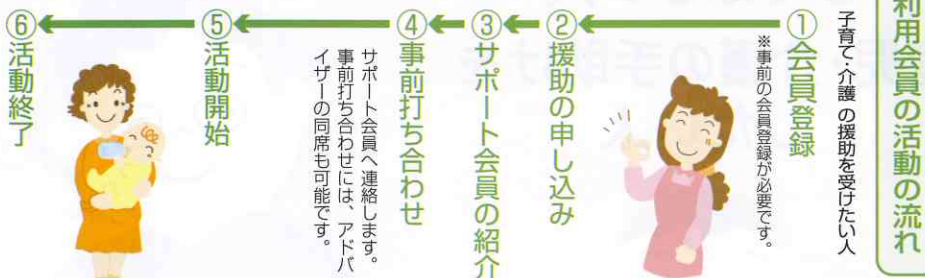 利用会員の活動の流れ
子育て・介護の援助を受けたい人
①会員登録
※事前の会員登録が必要です。
②援助の申し込み
③サポート会員の紹介
④事前打ち合わせ
サポート会員へ連絡します。
事前打ち合わせには、アドバ
イザーの同席も可能です。
⑤活動開始
⑥活動終了